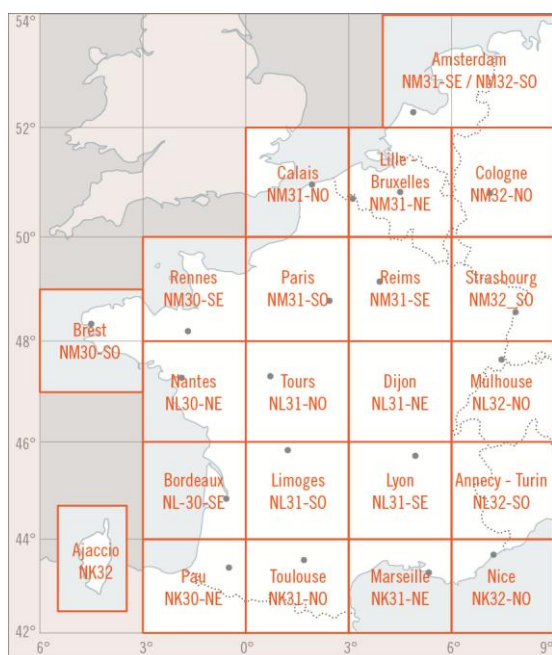 54°
Amsterdam
NM31-SE / NM32-SO
52°
Calais
NM31-NO
Lille -
Bruxelles
NM31-NE
Cologne
NM32-NO
50°
Rennes
NM30-SE
Paris
NM31-SO
Reims
NM31-SE
Strasbourg
NM32_SO
Brest
NM30-SO
48°
Nantes
NL30-NE
Tours
NL31-NO
Dijon
NL31-NE
Mulhouse
NL32-NO
46°
Bordeaux
NL-30-SE
Limoges
NL31-SO
Lyon
NL31-SE
Annecy - Turin
NL32-SO
44°
Ajaccio
NK32
Pau
NK30-NE
Toulouse
NK31-NO
Marseille
NK31-NE
Nice
NK32-NO
42°
6° 3° 0° 3° 6° 9°